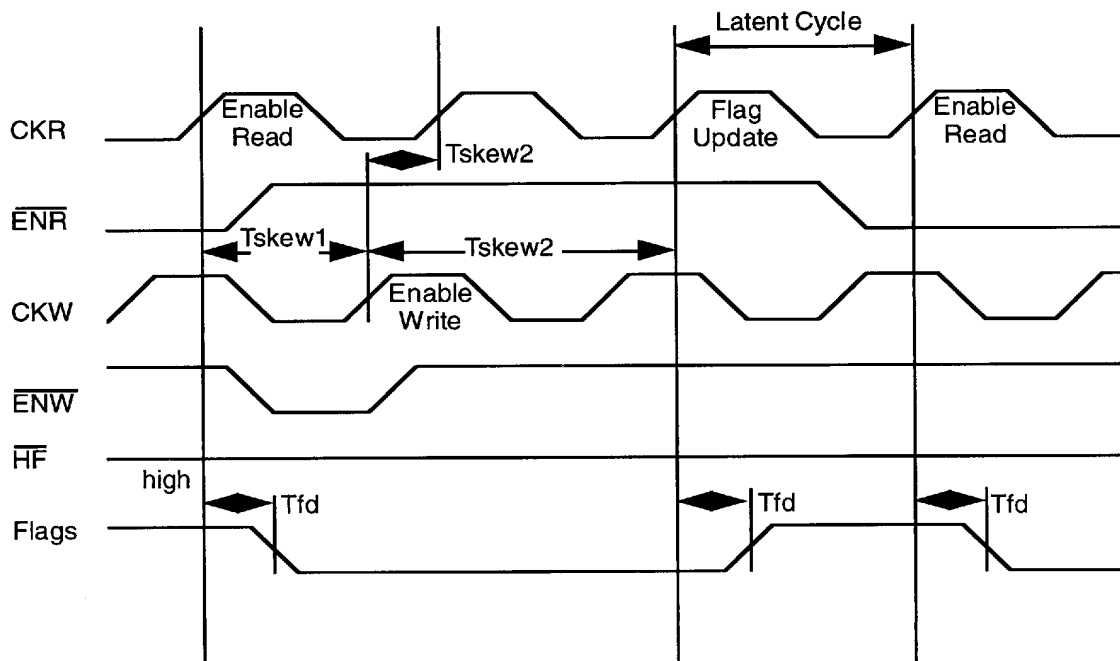 Latent Cycle
CKR
Enable
Read
Flag
Update
Enable
Read
Tskew2
ENR
Tskew1
Tskew2
CKW
Enable
Write
ENW
HF
high
Tfd
Tfd
Tfd
Flags